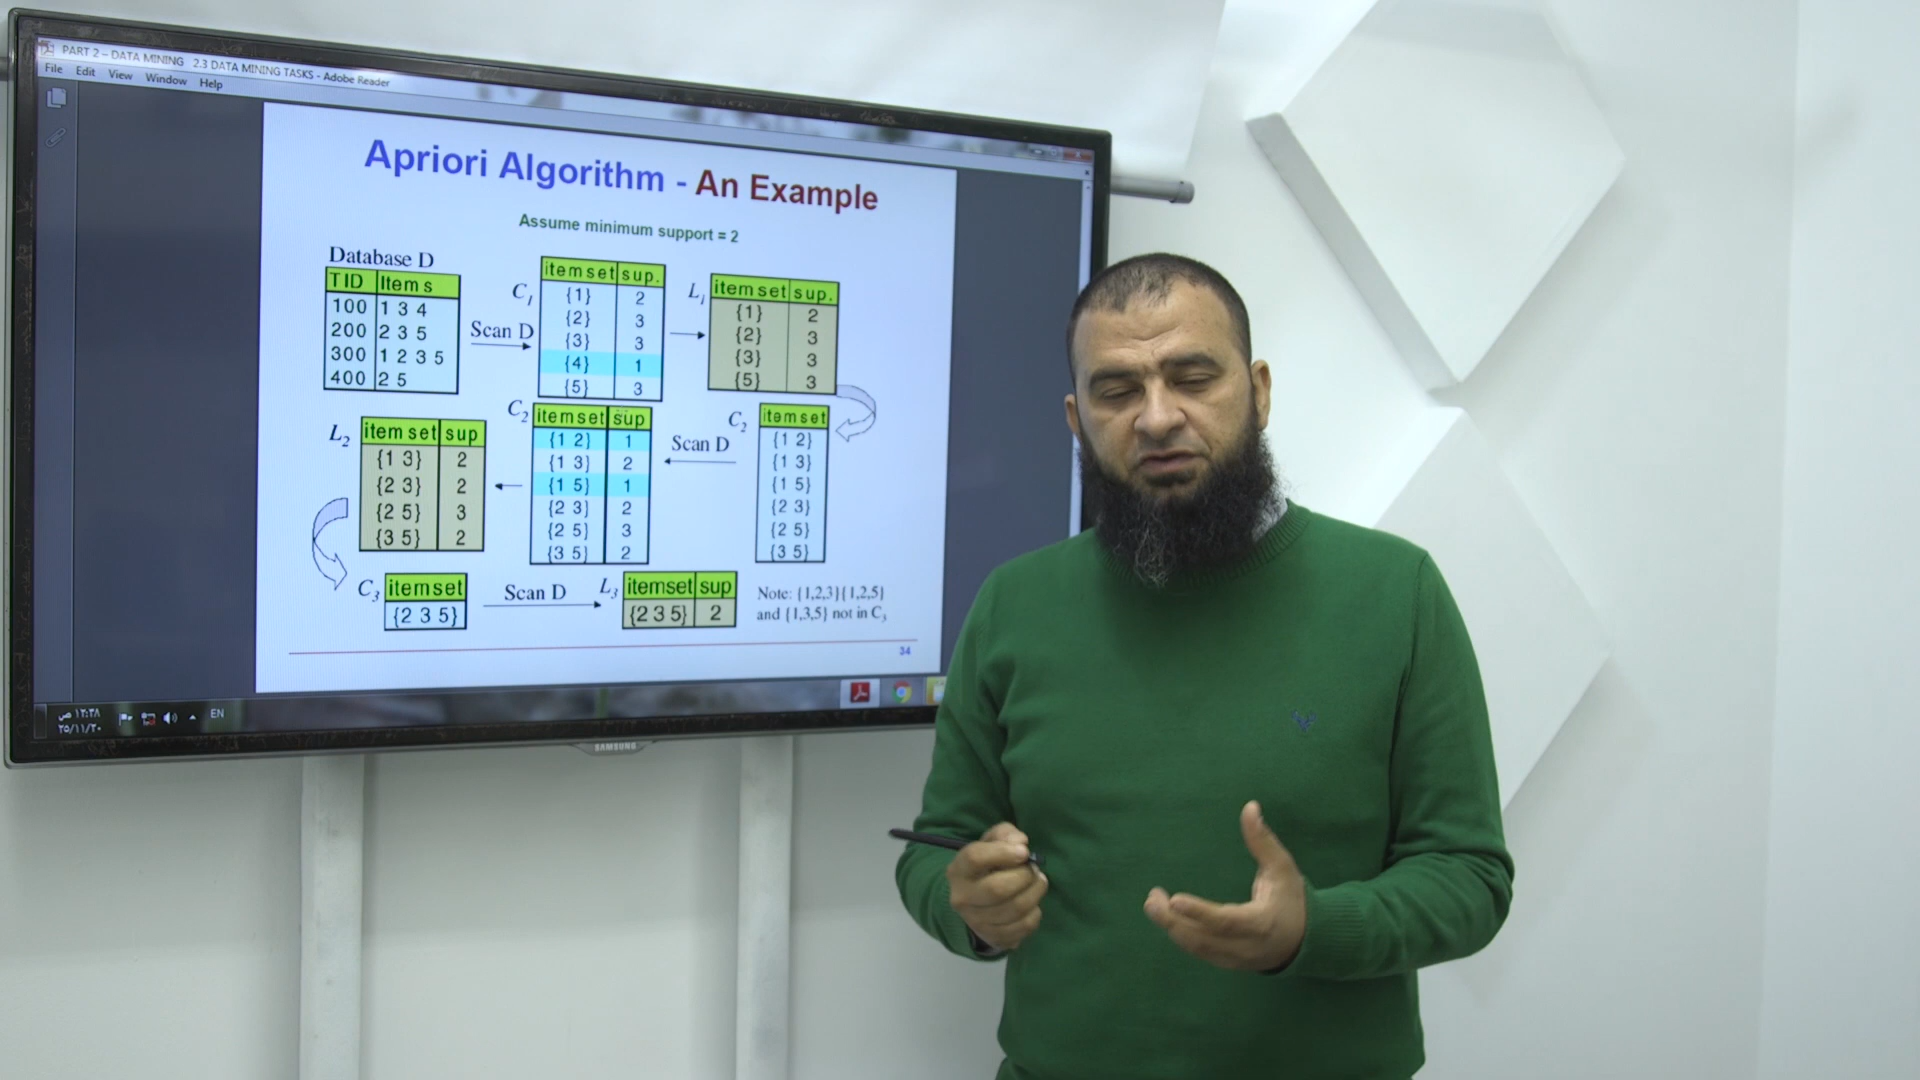 PART 2 – DATA MINING 2.3 DATA MINING TASKS - Adobe Reader
File Edit View Window Help
Apriori Algorithm - An Example
Assume minimum support = 2
Database D
TID Items
100 1 3 4
200 2 3 5
300 1 2 3 5
400 2 5
Scan D
C1
itemset sup.
{1} 2
{2} 3
{3} 3
{4} 1
{5} 3
L1
itemset sup.
{1} 2
{2} 3
{3} 3
{5} 3
L2
itemset sup
{1 3} 2
{2 3} 2
{2 5} 3
{3 5} 2
C2
itemset sup
{1 2} 1
{1 3} 2
{1 5} 1
{2 3} 2
{2 5} 3
{3 5} 2
Scan D
C2
itemset
{1 2}
{1 3}
{1 5}
{2 3}
{2 5}
{3 5}
C3
itemset
{2 3 5}
Scan D
L3
itemset sup
{2 3 5} 2
Note: {1,2,3}{1,2,5}
and {1,3,5} not in C3
34
١٢:٣٨ ص
٢٥/١١/٢٠
EN
SAMSUNG